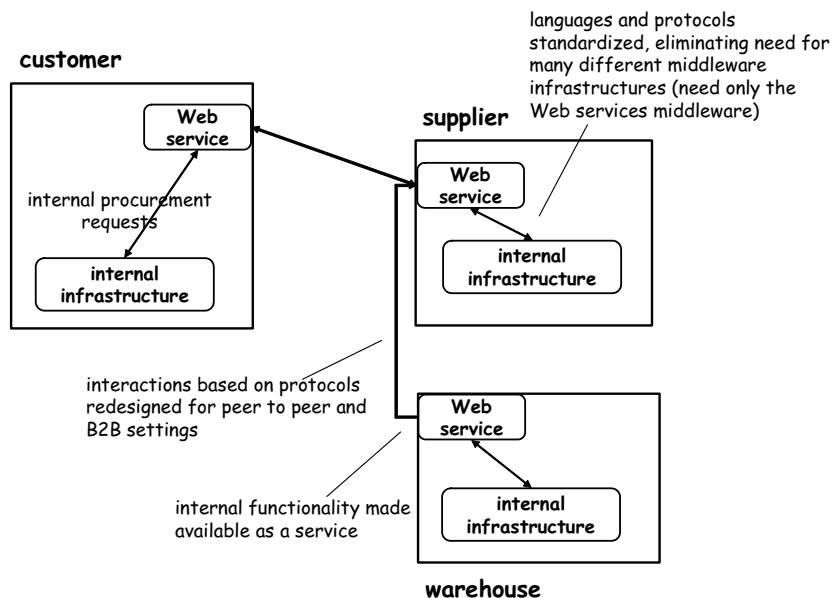 languages and protocols
standardized, eliminating need for
many different middleware
infrastructures (need only the
Web services middleware)
customer
supplier
Web
service
Web
service
internal procurement
requests
internal
infrastructure
internal
infrastructure
interactions based on protocols
redesigned for peer to peer and
B2B settings
Web
service
internal functionality made
available as a service
internal
infrastructure
warehouse